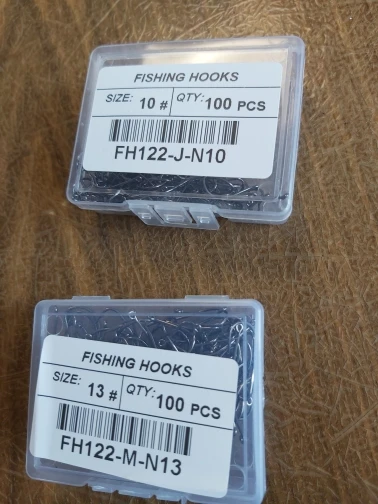 FISHING HOOKS
SIZE: 10 # QTY: 100 PCS
FH122-J-N10
FISHING HOOKS
SIZE: 13 # QTY: 100 PCS
FH122-M-N13